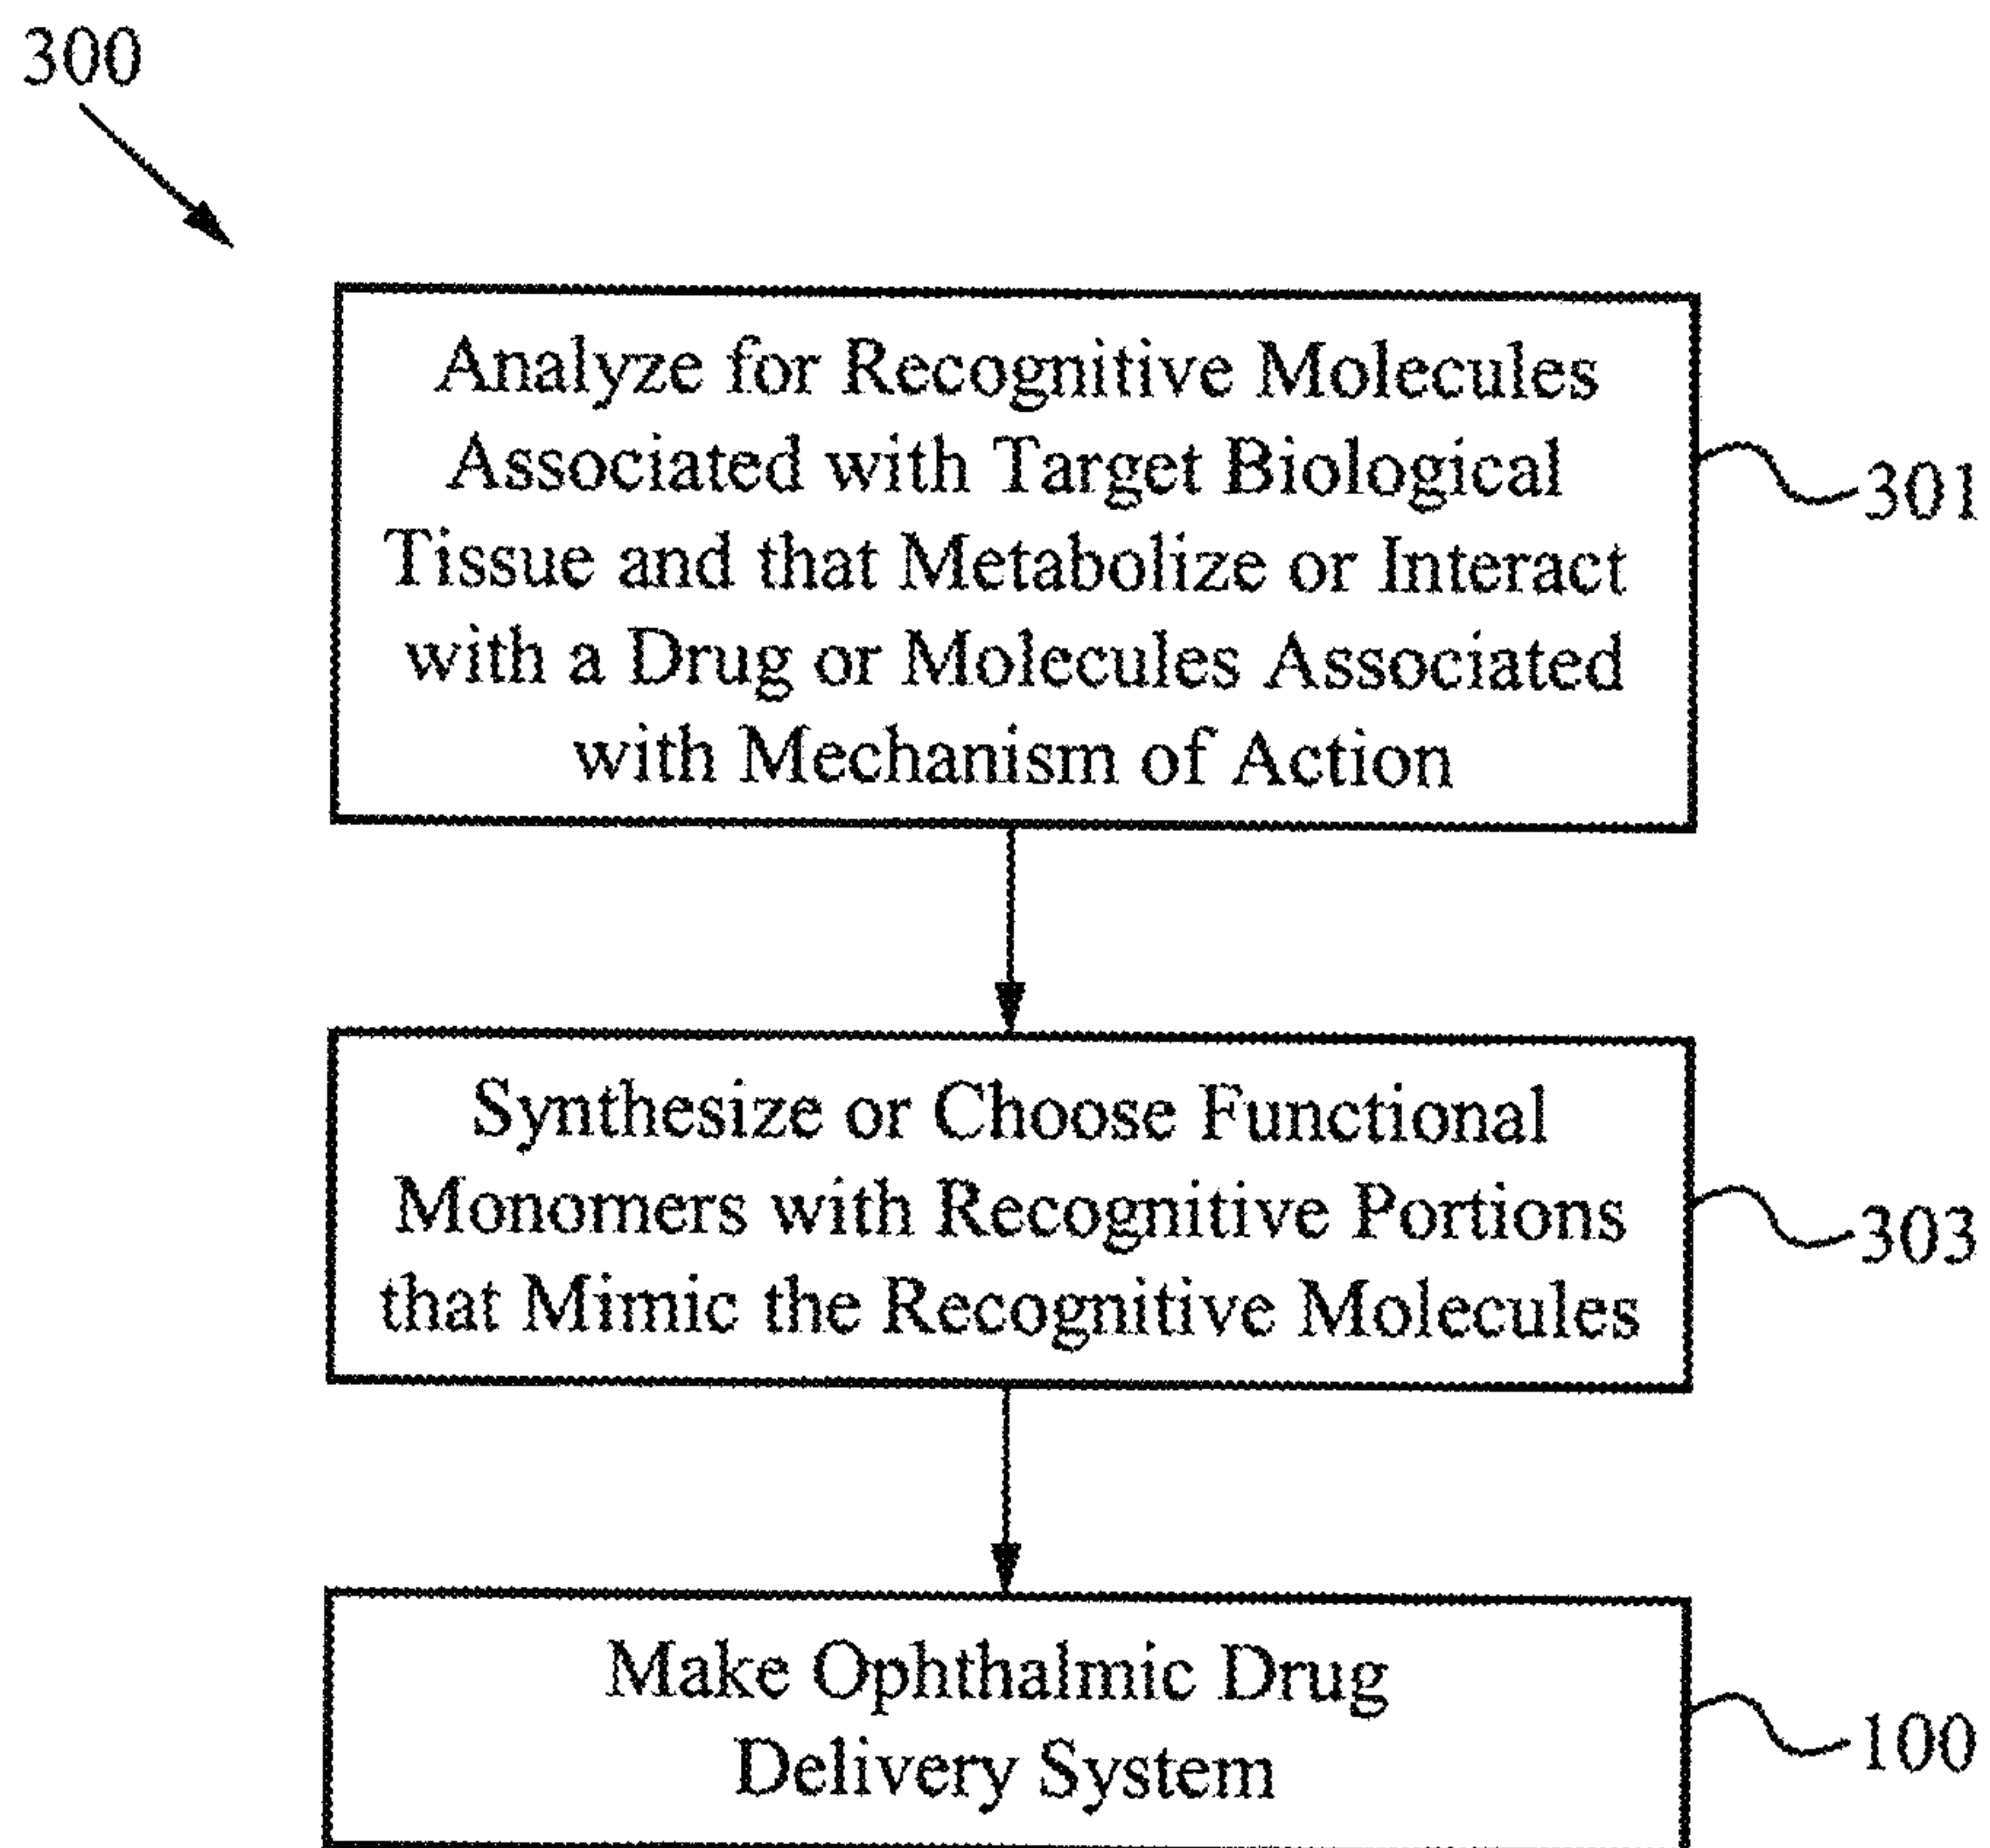 300
Analyze for Recognitive Molecules
Associated with Target Biological
Tissue and that Metabolize or Interact
with a Drug or Molecules Associated
with Mechanism of Action
301
Synthesize or Choose Functional
Monomers with Recognitive Portions
that Mimic the Recognitive Molecules
303
Make Ophthalmic Drug
Delivery System
100